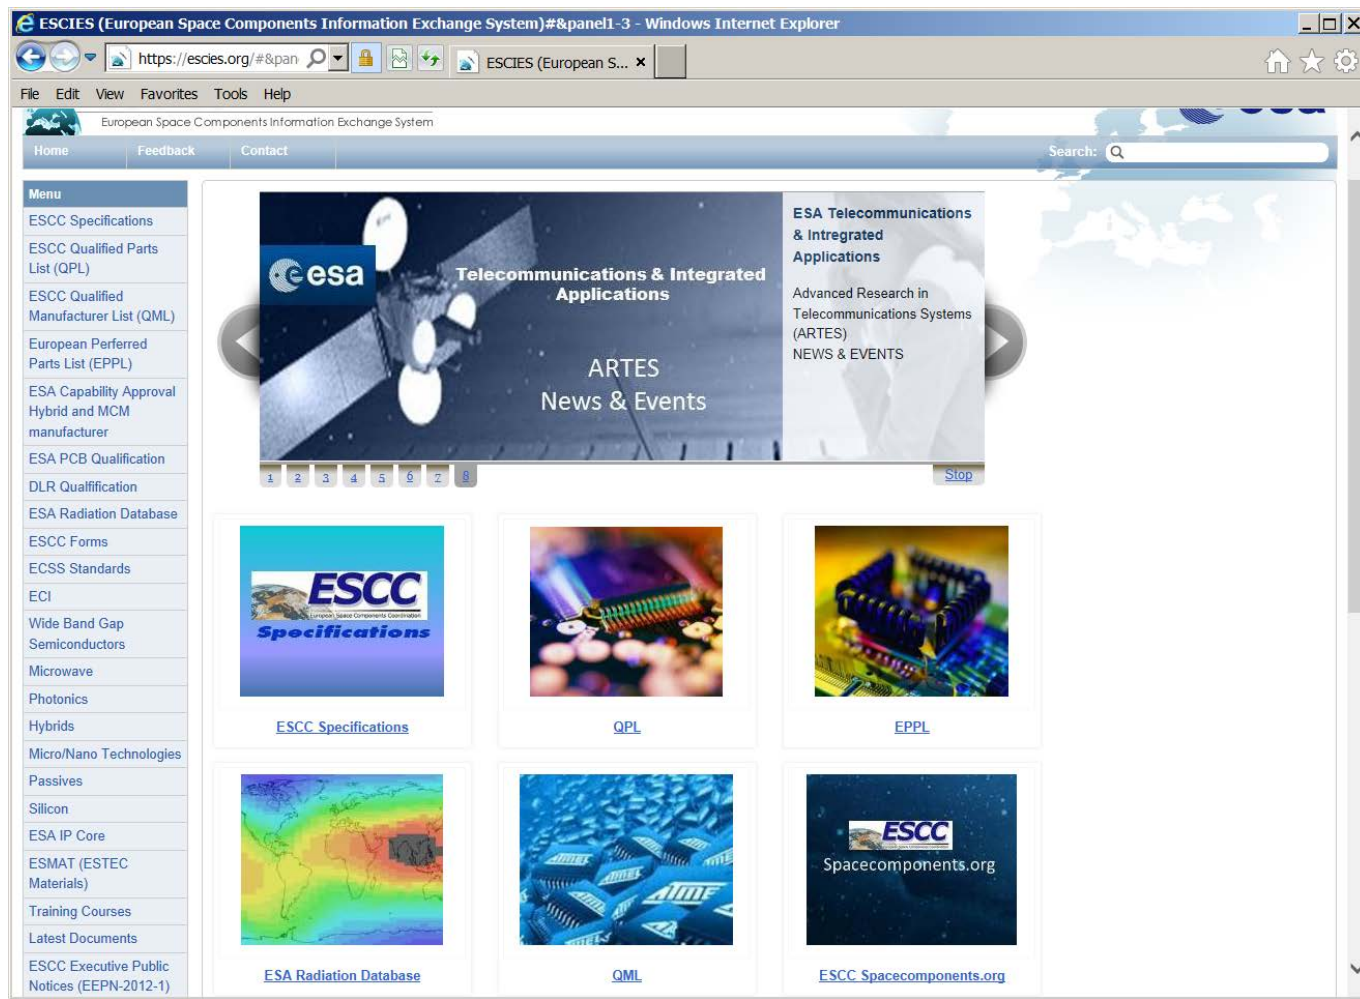 ESCIES (European Space Components Information Exchange System)#&panel1-3 - Windows Internet Explorer
https://escies.org/#&pan
ESCIES (European S...
File Edit View Favorites Tools Help
European Space Components Information Exchange System
Home Feedback Contact
Search:
Menu
ESCC Specifications
ESCC Qualified Parts
List (QPL)
ESCC Qualified
Manufacturer List (QML)
European Perferred
Parts List (EPPL)
ESA Capability Approval
Hybrid and MCM
manufacturer
ESA PCB Qualification
DLR Qualfification
ESA Radiation Database
ESCC Forms
ECSS Standards
ECI
Wide Band Gap
Semiconductors
Microwave
Photonics
Hybrids
Micro/Nano Technologies
Passives
Silicon
ESA IP Core
ESMAT (ESTEC
Materials)
Training Courses
Latest Documents
ESCC Executive Public
Notices (EEPN-2012-1)
esa
Telecommunications & Integrated
Applications
ARTES
News & Events
ESA Telecommunications
& Intregrated
Applications
Advanced Research in
Telecommunications Systems
(ARTES)
NEWS & EVENTS
1 2 3 4 5 6 7 8
Stop
ESCC
European Space Components Coordination
Specifications
ESCC Specifications
QPL
EPPL
ESA Radiation Database
ATMEL
QML
ESCC
Spacecomponents.org
ESCC Spacecomponents.org